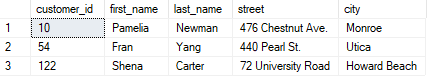 customer_id first_name last_name street city
1 10 Pamelia Newman 476 Chestnut Ave. Monroe
2 54 Fran Yang 440 Pearl St. Utica
3 122 Shena Carter 72 University Road Howard Beach